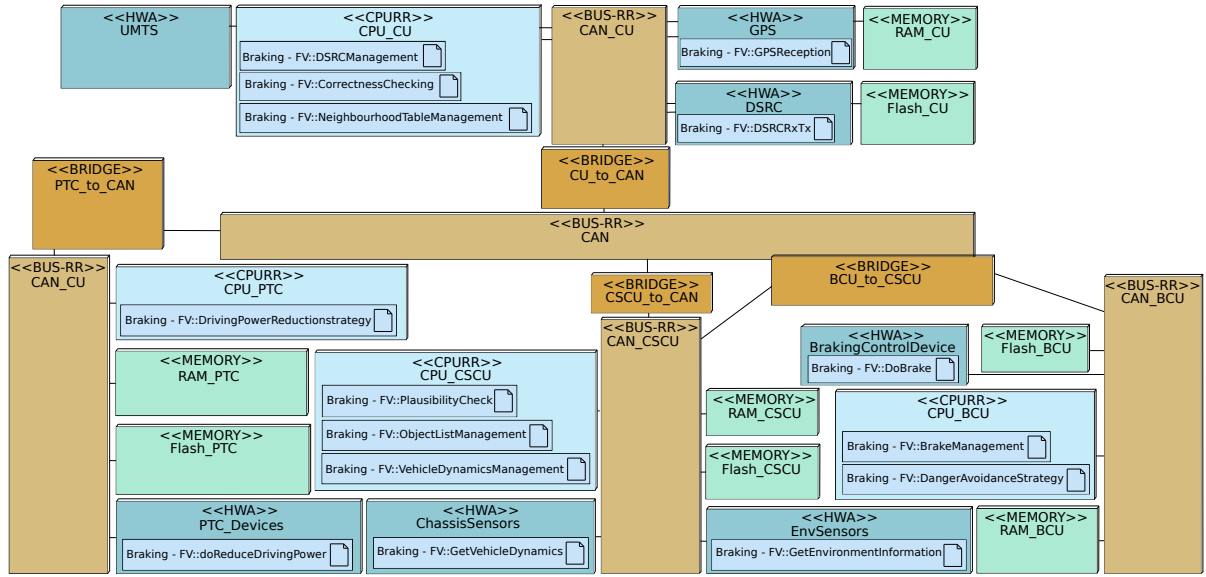 <<HWA>>
UMTS
<<CPURR>>
CPU_CU
Braking - FV::DSRCManagement
Braking - FV::CorrectnessChecking
Braking - FV::NeighbourhoodTableManagement
<<BUS-RR>>
CAN_CU
<<HWA>>
GPS
Braking - FV::GPSReception
<<MEMORY>>
RAM_CU
<<HWA>>
DSRC
Braking - FV::DSRCRxTx
<<MEMORY>>
Flash_CU
<<BRIDGE>>
PTC_to_CAN
<<BRIDGE>>
CU_to_CAN
<<BUS-RR>>
CAN
<<BUS-RR>>
CAN_CU
<<CPURR>>
CPU_PTC
Braking - FV::DrivingPowerReductionstrategy
<<BRIDGE>>
CSCU_to_CAN
<<BRIDGE>>
BCU_to_CSCU
<<BUS-RR>>
CAN_BCU
<<BUS-RR>>
CAN_CSCU
<<HWA>>
BrakingControlDevice
Braking - FV::DoBrake
<<MEMORY>>
Flash_BCU
<<MEMORY>>
RAM_PTC
<<CPURR>>
CPU_CSCU
Braking - FV::PlausibilityCheck
Braking - FV::ObjectListManagement
Braking - FV::VehicleDynamicsManagement
<<MEMORY>>
RAM_CSCU
<<CPURR>>
CPU_BCU
Braking - FV::BrakeManagement
Braking - FV::DangerAvoidanceStrategy
<<MEMORY>>
Flash_PTC
<<MEMORY>>
Flash_CSCU
<<HWA>>
PTC_Devices
Braking - FV::doReduceDrivingPower
<<HWA>>
ChassisSensors
Braking - FV::GetVehicleDynamics
<<HWA>>
EnvSensors
Braking - FV::GetEnvironmentInformation
<<MEMORY>>
RAM_BCU